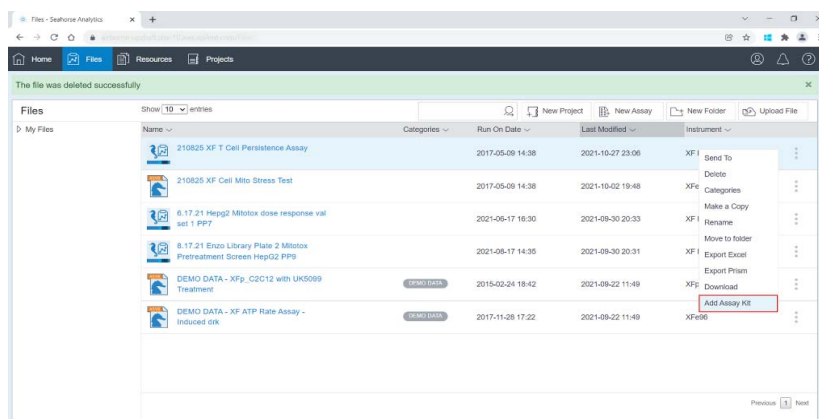 Files - Seahorse Analytics
Home Files Resources Projects
The file was deleted successfully
Files Show 10 entries New Project New Assay New Folder Upload File
My Files Name Categories Run On Date Last Modified Instrument
210825 XF T Cell Persistence Assay 2017-05-09 14:38 2021-10-27 23:06 XF
Send To
Delete
210825 XF Cell Mito Stress Test 2017-05-09 14:38 2021-10-02 19:48 XFe
Categories
Make a Copy
6.17.21 Hepg2 Mitotox dose response val
set 1 PP7 2021-06-17 16:30 2021-09-30 20:33 XF
Rename
Move to folder
8.17.21 Enzo Library Plate 2 Mitotox
Pretreatment Screen HepG2 PP9 2021-08-17 14:35 2021-09-30 20:31 XF
Export Excel
Export Prism
DEMO DATA - XFp_C2C12 with UK5099
Treatment DEMO DATA 2015-02-24 18:42 2021-09-22 11:49 XFp
Download
Add Assay Kit
DEMO DATA - XF ATP Rate Assay -
Induced drk DEMO DATA 2017-11-28 17:22 2021-09-22 11:49 XFe96
Previous 1 Next